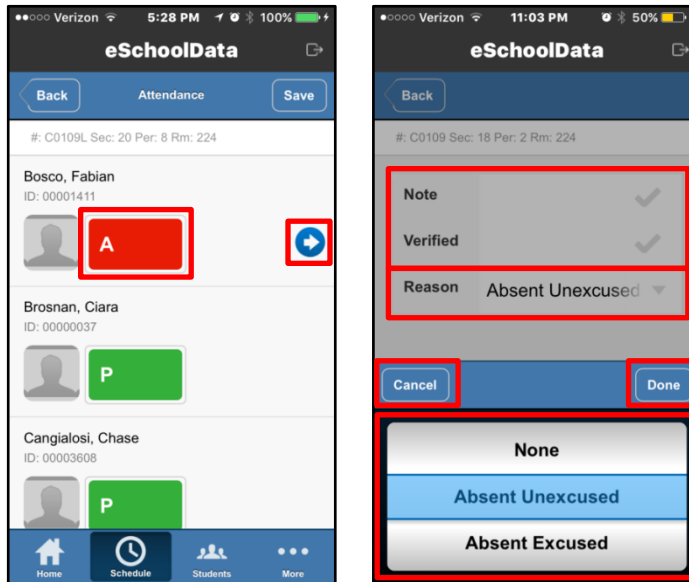 Verizon 5:28 PM 100%
eSchoolData
Back Attendance Save
#: C0109L Sec: 20 Per: 8 Rm: 224
Bosco, Fabian
ID: 00001411
A
Brosnan, Ciara
ID: 00000037
P
Cangialosi, Chase
ID: 00003608
P
Home Schedule Students More
Verizon 11:03 PM 50%
eSchoolData
Back
#: C0109 Sec: 18 Per: 2 Rm: 224
Note
Verified
Reason Absent Unexcused
Cancel Done
None
Absent Unexcused
Absent Excused